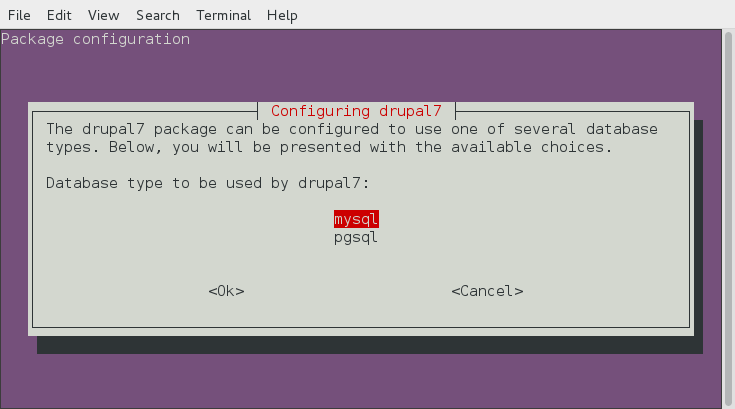 File Edit View Search Terminal Help
Package configuration
Configuring drupal7
The drupal7 package can be configured to use one of several database
types. Below, you will be presented with the available choices.
Database type to be used by drupal7:
mysql
pgsql
<Ok> <Cancel>